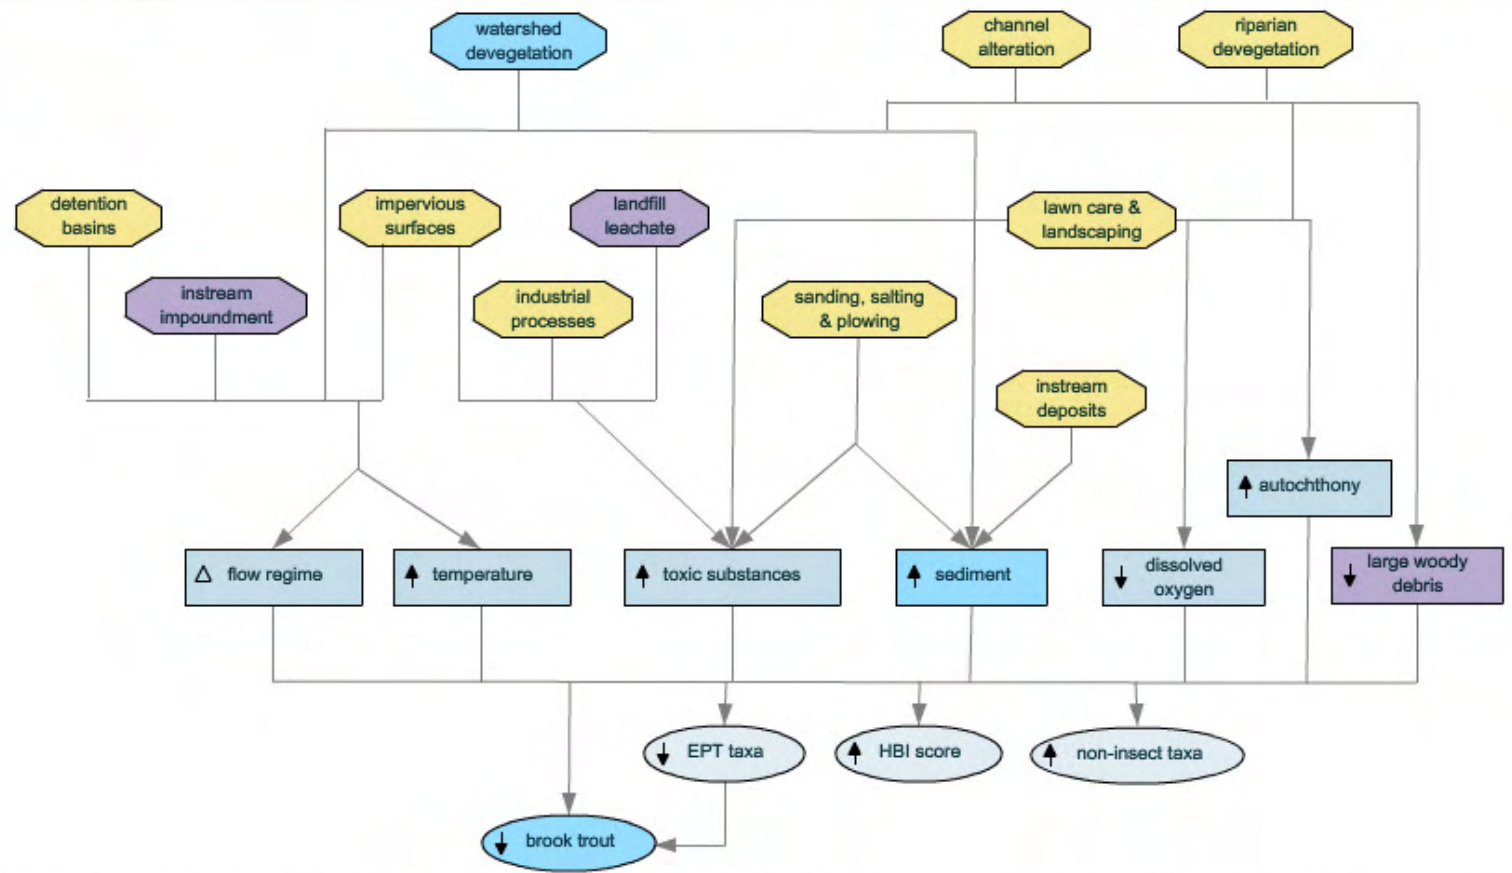 watershed
devegetation
channel
alteration
riparian
devegetation
detention
basins
impervious
surfaces
landfill
leachate
lawn care &
landscaping
instream
impoundment
industrial
processes
sanding, salting
& plowing
instream
deposits
autochthony
flow regime
temperature
toxic substances
sediment
dissolved
oxygen
large woody
debris
EPT taxa
HBI score
non-insect taxa
brook trout